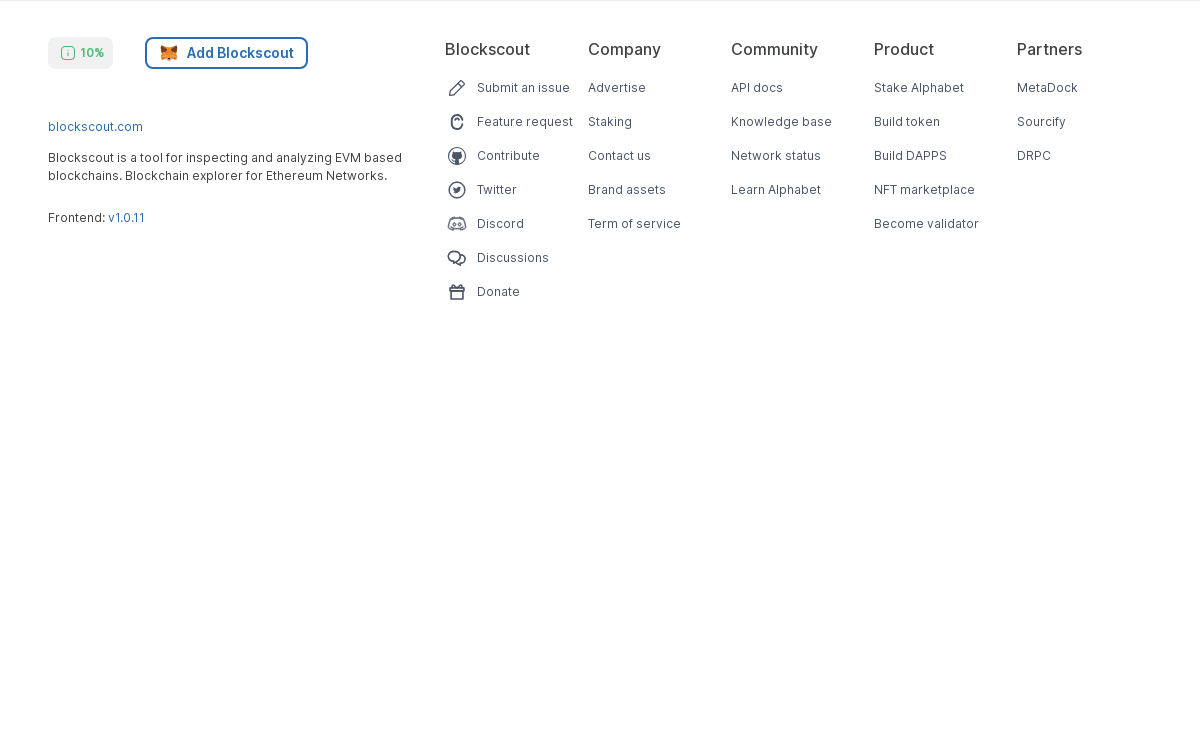 10%
Add Blockscout
blockscout.com
Blockscout is a tool for inspecting and analyzing EVM based
blockchains. Blockchain explorer for Ethereum Networks.
Frontend: v1.0.11
Blockscout
Submit an issue
Feature request
Contribute
Twitter
Discord
Discussions
Donate
Company
Advertise
Staking
Contact us
Brand assets
Term of service
Community
API docs
Knowledge base
Network status
Learn Alphabet
Product
Stake Alphabet
Build token
Build DAPPS
NFT marketplace
Become validator
Partners
MetaDock
Sourcify
DRPC